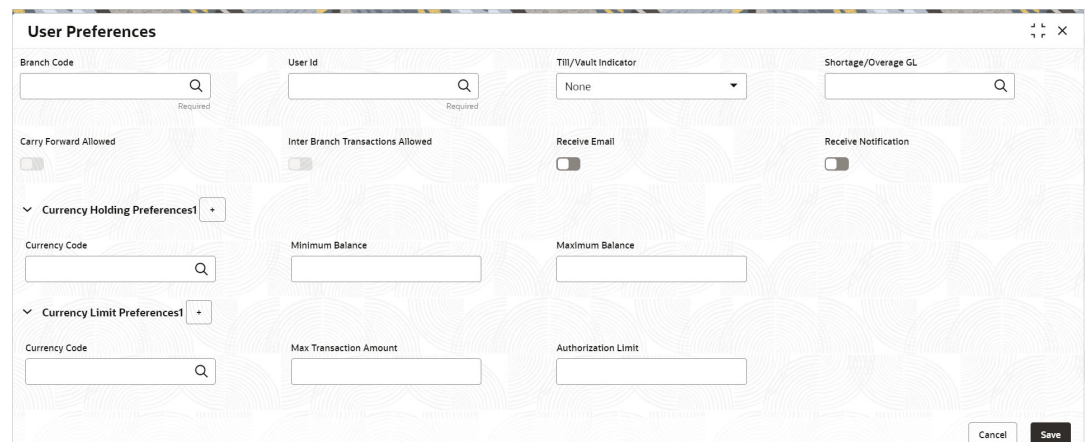 User Preferences
Branch Code User Id Till/Vault Indicator Shortage/Overage GL
None
Required Required
Carry Forward Allowed Inter Branch Transactions Allowed Receive Email Receive Notification
Currency Holding Preferences1 +
Currency Code Minimum Balance Maximum Balance
Currency Limit Preferences1 +
Currency Code Max Transaction Amount Authorization Limit
Cancel Save